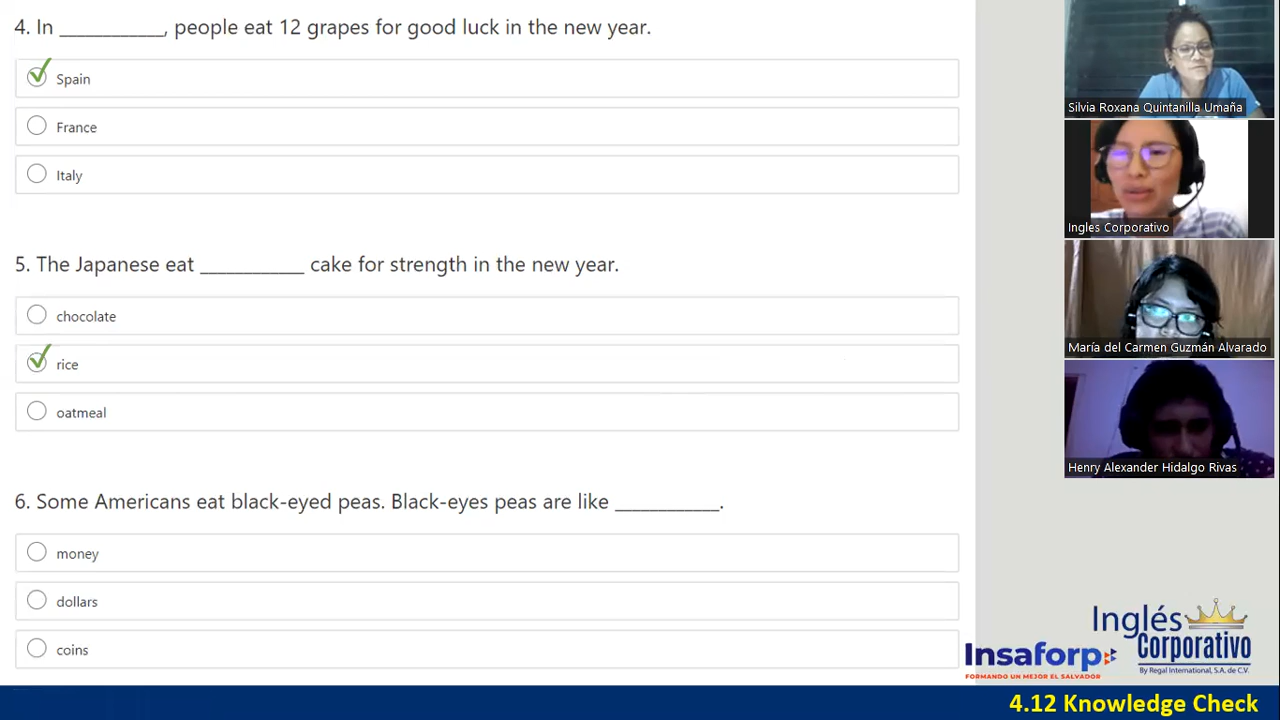 4. In ____________, people eat 12 grapes for good luck in the new year.
Spain
France
Italy
5. The Japanese eat ____________ cake for strength in the new year.
chocolate
rice
oatmeal
6. Some Americans eat black-eyed peas. Black-eyes peas are like ____________.
money
dollars
coins
Silvia Roxana Quintanilla Umaña
Ingles Corporativo
María del Carmen Guzmán Alvarado
Henry Alexander Hidalgo Rivas
Inglés
Corporativo
By Regal International, S.A. de C.V.
Insaforp
FORMANDO UN MEJOR EL SALVADOR
4.12 Knowledge Check